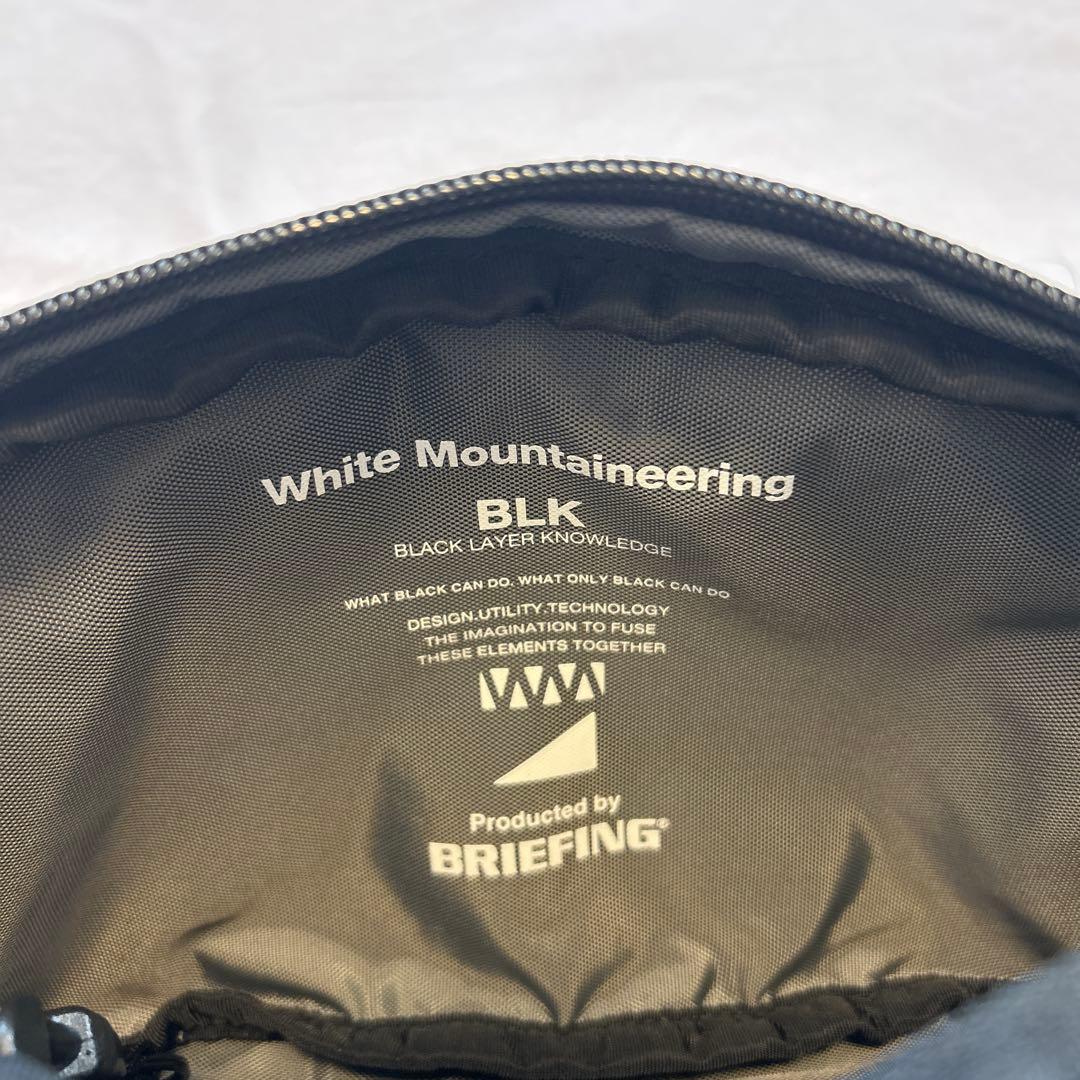 White Mountaineering
BLK
BLACK LAYER KNOWLEDGE
WHAT BLACK CAN DO. WHAT ONLY BLACK CAN DO
DESIGN.UTILITY.TECHNOLOGY
THE IMAGINATION TO FUSE
THESE ELEMENTS TOGETHER
Producted by
BRIEFING®